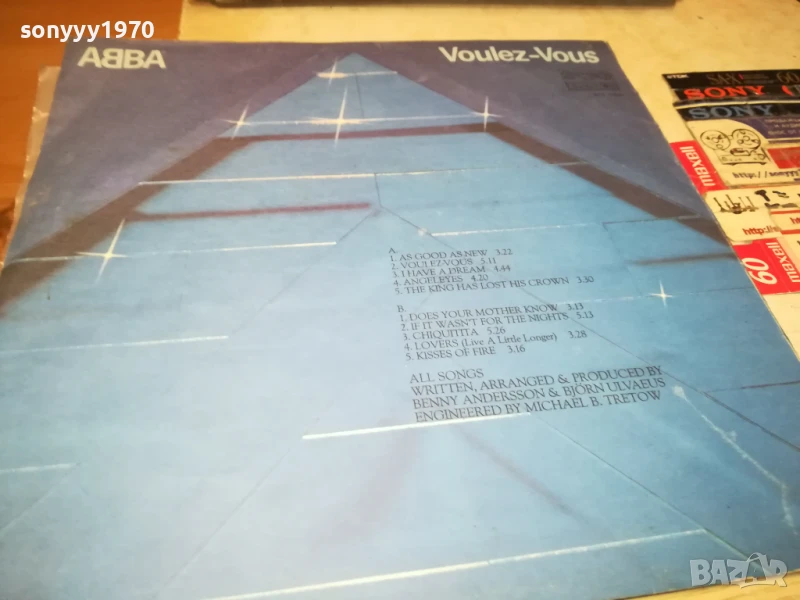 sonyyy1970
ABBA
Voulez-Vous
A.
1. AS GOOD AS NEW 3.22
2. VOULEZ-VOUS 5.11
3. I HAVE A DREAM 4.44
4. ANGELEYES 4.20
5. THE KING HAS LOST HIS CROWN 3.30
B.
1. DOES YOUR MOTHER KNOW 3.13
2. IF IT WASN'T FOR THE NIGHTS 5.13
3. CHIQUITITA 5.26
4. LOVERS (Live A Little Longer) 3.28
5. KISSES OF FIRE 3.16
ALL SONGS
WRITTEN, ARRANGED & PRODUCED BY
BENNY ANDERSSON & BJÖRN ULVAEUS
ENGINEERED BY MICHAEL B. TRETOW
TDK
SONY
SONY
maxell
maxell
60
BAZAR